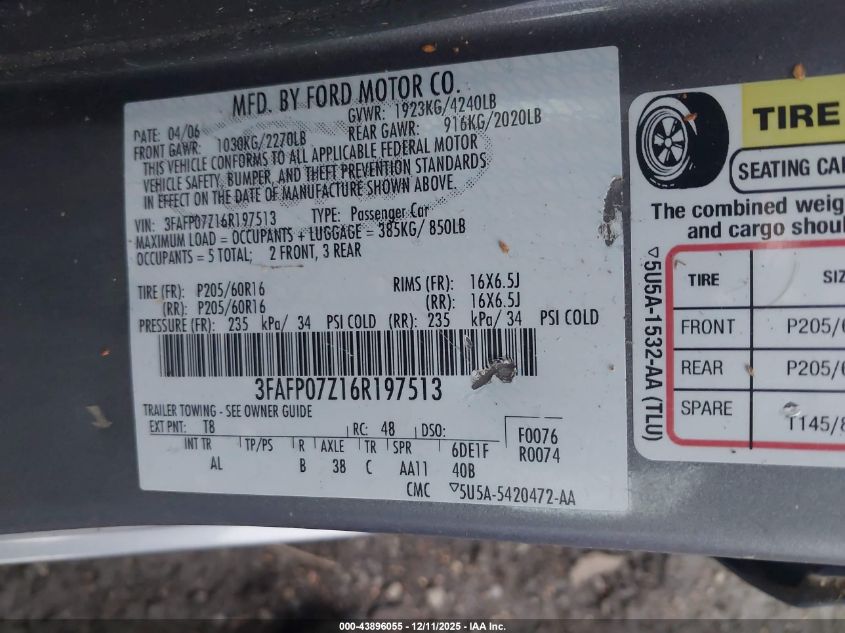 MFD. BY FORD MOTOR CO.
DATE: 04/06 GVWR: 1923KG/4240LB
FRONT GAWR: 1030KG/2270LB REAR GAWR: 916KG/2020LB
THIS VEHICLE CONFORMS TO ALL APPLICABLE FEDERAL MOTOR
VEHICLE SAFETY, BUMPER, AND THEFT PREVENTION STANDARDS
IN EFFECT ON THE DATE OF MANUFACTURE SHOWN ABOVE.
VIN: 3FAFP07Z16R197513 TYPE: Passenger Car
MAXIMUM LOAD = OCCUPANTS + LUGGAGE = 385KG/ 850LB
OCCUPANTS = 5 TOTAL; 2 FRONT, 3 REAR
TIRE (FR): P205/60R16 RIMS (FR): 16X6.5J
(RR): P205/60R16 (RR): 16X6.5J
PRESSURE (FR): 235 kPa/ 34 PSI COLD (RR): 235 kPa/ 34 PSI COLD
3FAFP07Z16R197513
TRAILER TOWING - SEE OWNER GUIDE
EXT PNT: T8 RC: 48 DSO: F0076
INT TR TP/PS R AXLE TR SPR 6DE1F R0074
AL B 38 C AA11 40B
CMC ▽5U5A-5420472-AA
TIRE
SEATING CA
The combined weig
and cargo shoul
TIRE SIZ
FRONT P205/6
REAR P205/6
SPARE T145/8
▽5U5A-1532-AA (TLU)
000-43896055 - 12/11/2025 - IAA Inc.